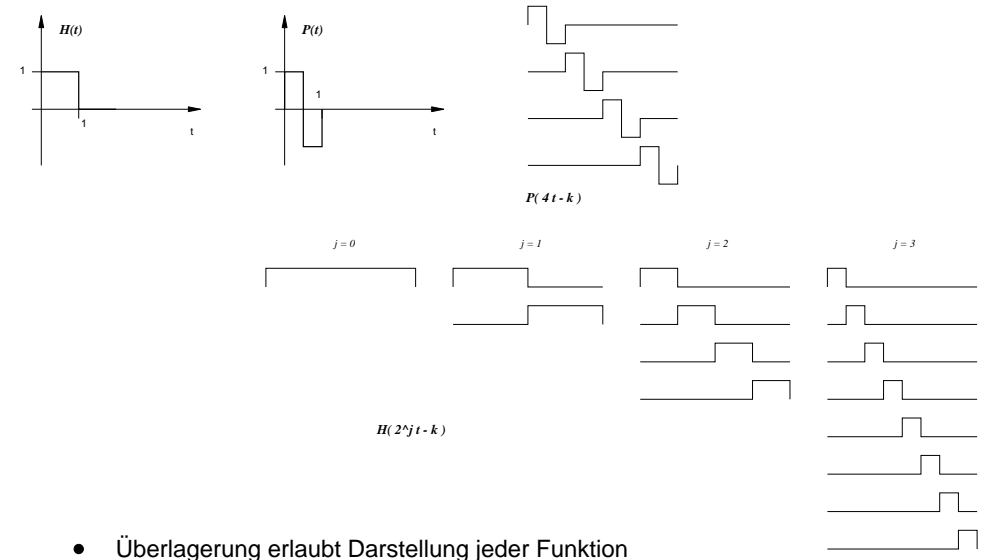 H(t)
1
1
t
P(t)
1
1
t
P( 4 t - k )
j = 0
j = 1
j = 2
j = 3
H( 2^j t - k )
• Überlagerung erlaubt Darstellung jeder Funktion